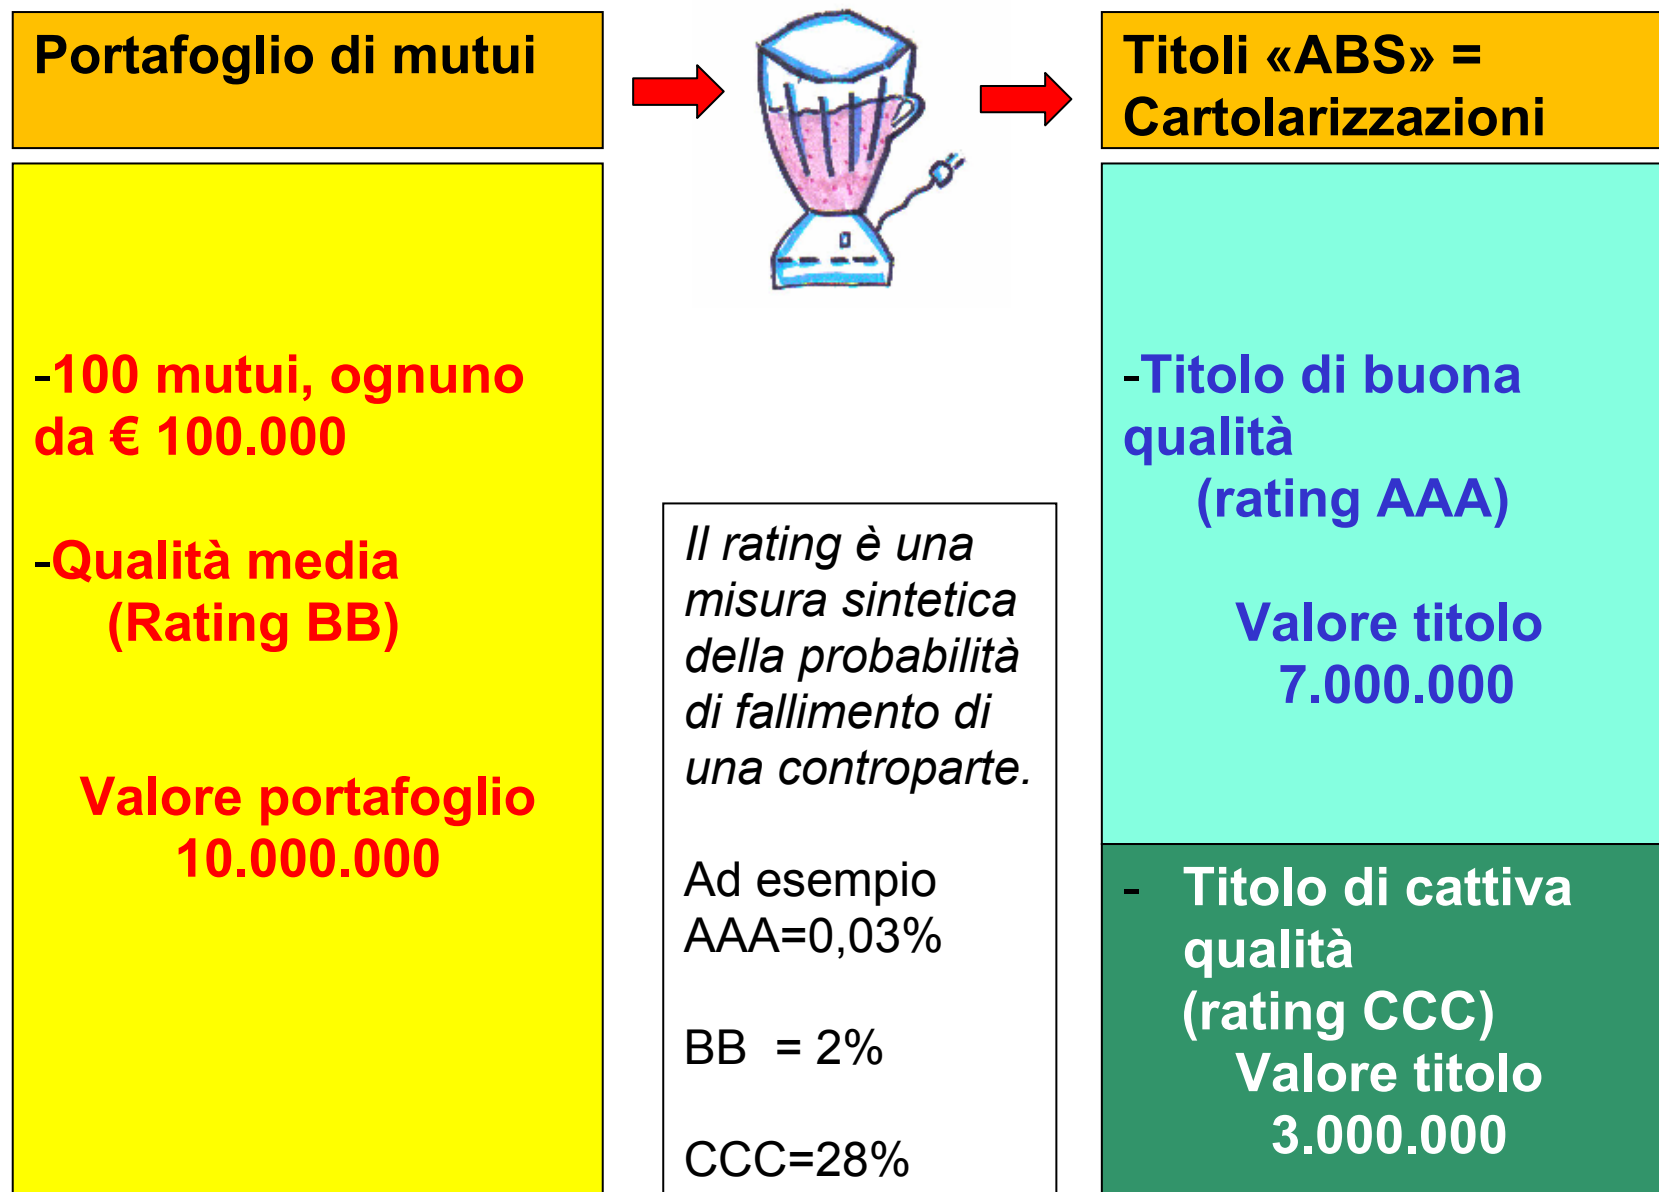 Portafoglio di mutui
Titoli «ABS» =
Cartolarizzazioni
-100 mutui, ognuno
da € 100.000
-Qualità media
(Rating BB)
Valore portafoglio
10.000.000
Il rating è una
misura sintetica
della probabilità
di fallimento di
una controparte.
Ad esempio
AAA=0,03%
BB = 2%
CCC=28%
-Titolo di buona
qualità
(rating AAA)
Valore titolo
7.000.000
- Titolo di cattiva
qualità
(rating CCC)
Valore titolo
3.000.000